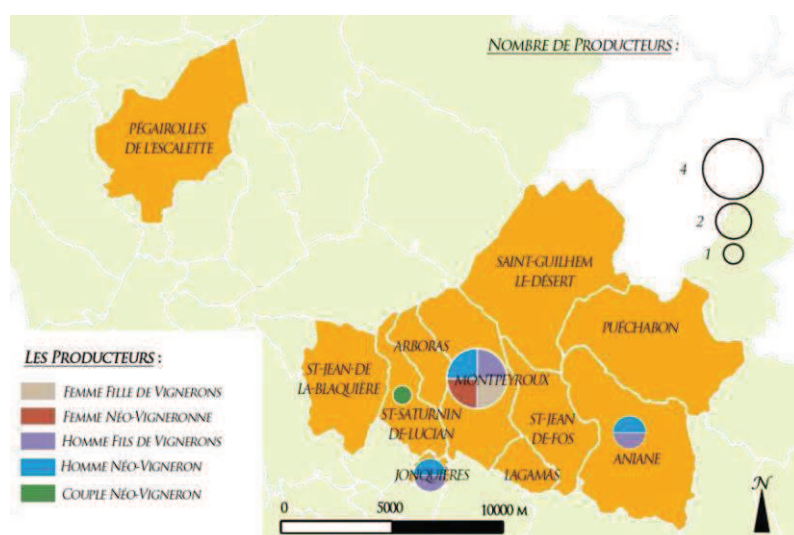 NOMBRE DE PRODUCTEURS :
PÉGAIROLLES
DE L'ESCALETTE
4
2
1
SAINT-GUILHEM
LE-DÉSERT
PUÉCHABON
ARBORAS
ST-JEAN-DE
LA-BLAQUIÈRE
MONTPEYROUX
ST-SATURNIN
DE-LUCIAN
ST-JEAN
DE-FOS
ANIANE
JONQUIÈRES
LAGAMAS
LES PRODUCTEURS :
FEMME FILLE DE VIGNERONS
FEMME NÉO-VIGNERONNE
HOMME FILS DE VIGNERONS
HOMME NÉO-VIGNERON
COUPLE NÉO-VIGNERON
0 5000 10000 M
N